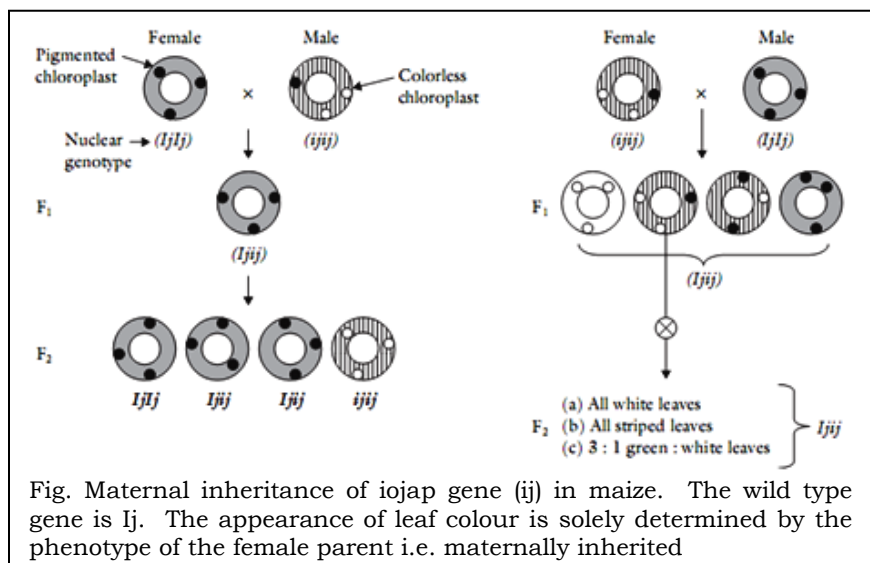 Female
Male
Pigmented
chloroplast
Colorless
chloroplast
×
Nuclear
genotype
(IjIj)
(ijij)
F1
(Ijij)
F2
IjIj
Ijij
Ijij
ijij
Female
Male
×
(ijij)
(IjIj)
F1
(Ijij)
F2
(a) All white leaves
(b) All striped leaves
(c) 3 : 1 green : white leaves
Ijij
Fig. Maternal inheritance of iojap gene (ij) in maize. The wild type
gene is Ij. The appearance of leaf colour is solely determined by the
phenotype of the female parent i.e. maternally inherited